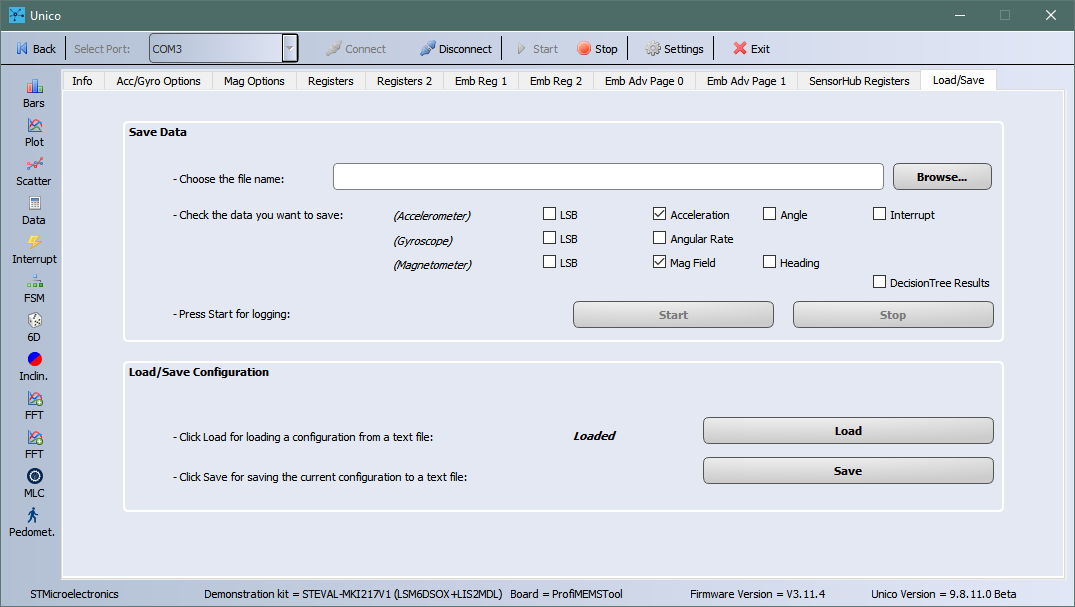 Unico
Back Select Port: COM3 Connect Disconnect Start Stop Settings Exit
Info Acc/Gyro Options Mag Options Registers Registers 2 Emb Reg 1 Emb Reg 2 Emb Adv Page 0 Emb Adv Page 1 SensorHub Registers Load/Save
Bars
Plot
Scatter
Data
Interrupt
FSM
6D
Inclin.
FFT
FFT
MLC
Pedomet.
Save Data
- Choose the file name: Browse...
- Check the data you want to save: (Accelerometer) LSB Acceleration Angle Interrupt
(Gyroscope) LSB Angular Rate
(Magnetometer) LSB Mag Field Heading
DecisionTree Results
- Press Start for logging: Start Stop
Load/Save Configuration
- Click Load for loading a configuration from a text file: Loaded Load
- Click Save for saving the current configuration to a text file: Save
STMicroelectronics Demonstration kit = STEVAL-MKI217V1 (LSM6DSOX+LIS2MDL) Board = ProfiMEMSTool Firmware Version = V3.11.4 Unico Version = 9.8.11.0 Beta